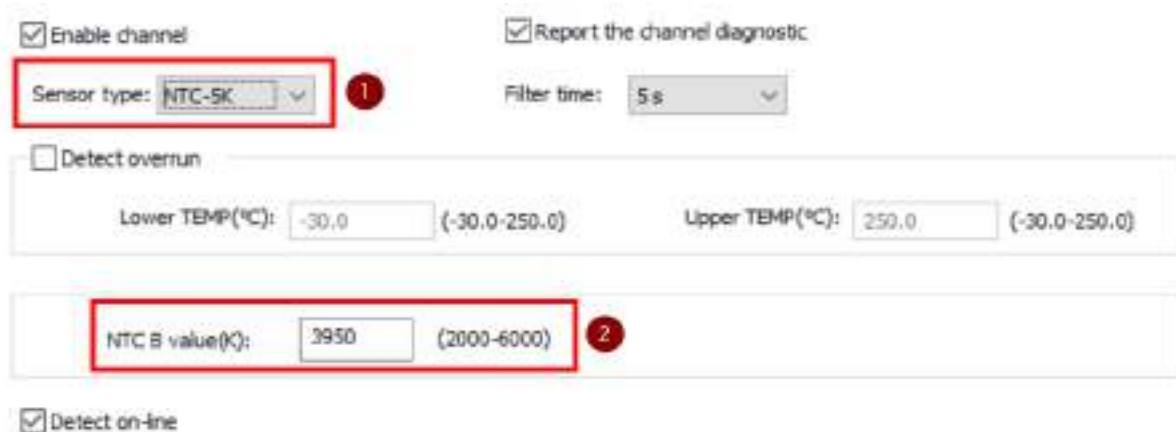 Enable channel
Report the channel diagnostic
Sensor type: NTC-5K
1
Filter time: 5 s
Detect overrun
Lower TEMP(°C): -30.0 (-30.0-250.0)
Upper TEMP(°C): 250.0 (-30.0-250.0)
NTC B value(K): 3950 (2000-6000)
2
Detect on-line